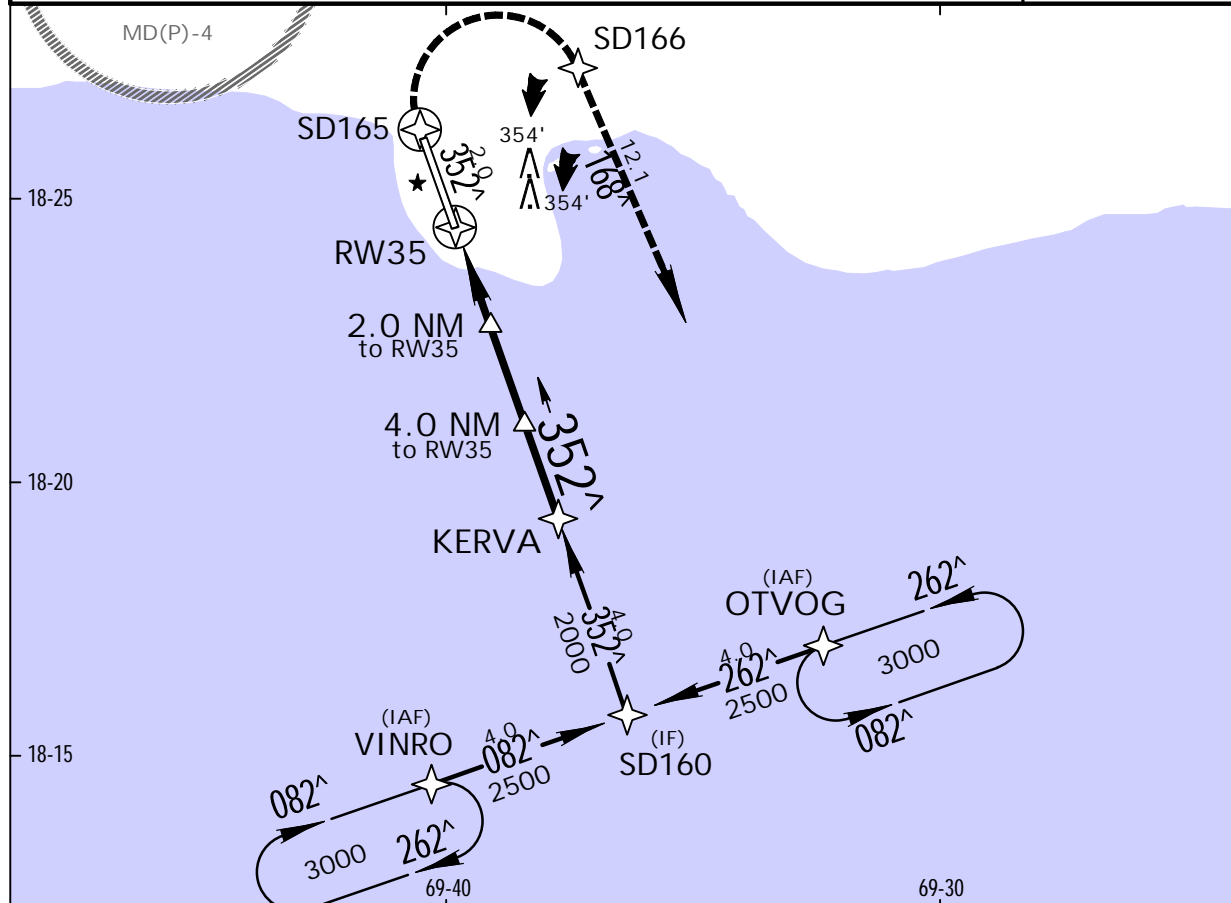 MD(P)-4
SD166
SD165
354'
2.0
352^
12.1
168^
354'
18-25
RW35
2.0 NM
to RW35
4.0 NM
to RW35
352^
18-20
KERVA
(IAF)
OTVOG
262^
4.0
352^
2000
3000
4.0
262^
2500
082^
(IAF)
VINRO
4.0
082^
2500
(IF)
SD160
18-15
082^
262^
3000
69-40
69-30